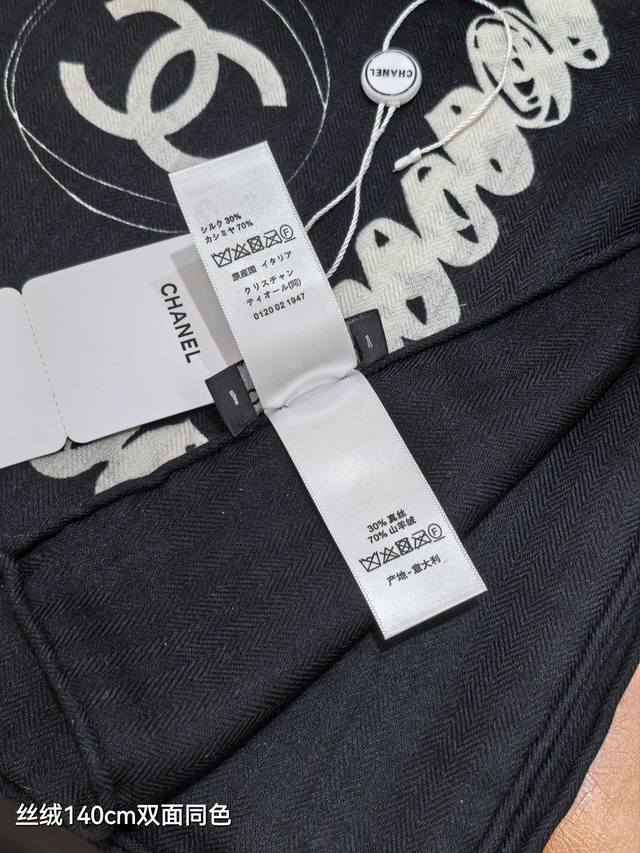 CHANEL
シルク 30%
カシミヤ 70%
原産国 イタリア
クリスチャン
ディオール(同)
0120 02 1947
CHANEL
30% 真丝
70% 山羊绒
产地 - 意大利
丝绒140cm双面同色